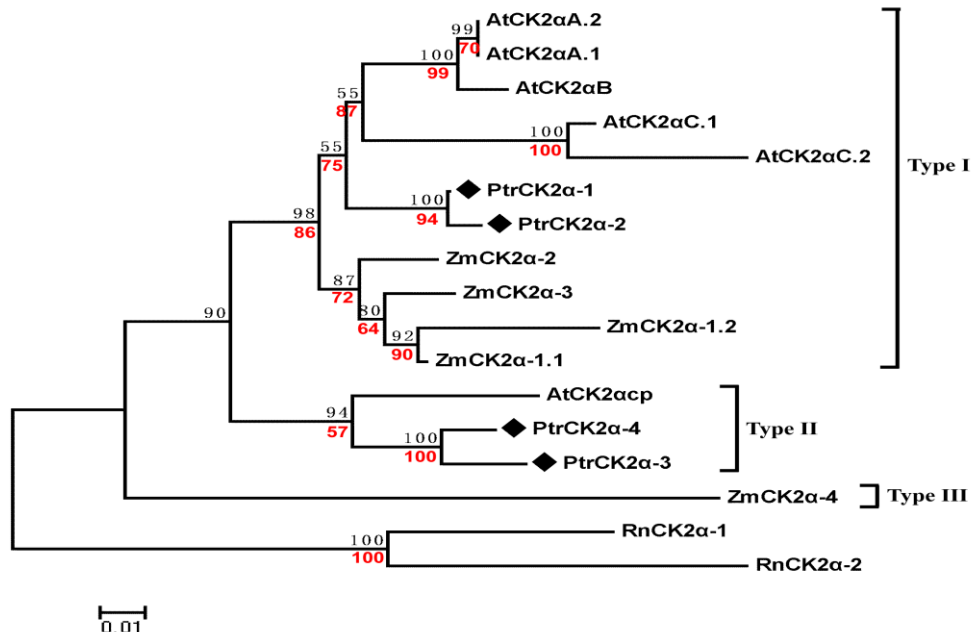 AtCK2αA.2
99
70
AtCK2αA.1
100
99
AtCK2αB
55
87
AtCK2αC.1
100
100
AtCK2αC.2
Type I
55
75
PtrCK2α-1
100
94
PtrCK2α-2
98
86
ZmCK2α-2
87
72
ZmCK2α-3
80
64
ZmCK2α-1.2
92
90
ZmCK2α-1.1
90
AtCK2αcp
94
57
PtrCK2α-4
Type II
100
100
PtrCK2α-3
ZmCK2α-4
Type III
RnCK2α-1
100
100
RnCK2α-2
0.01